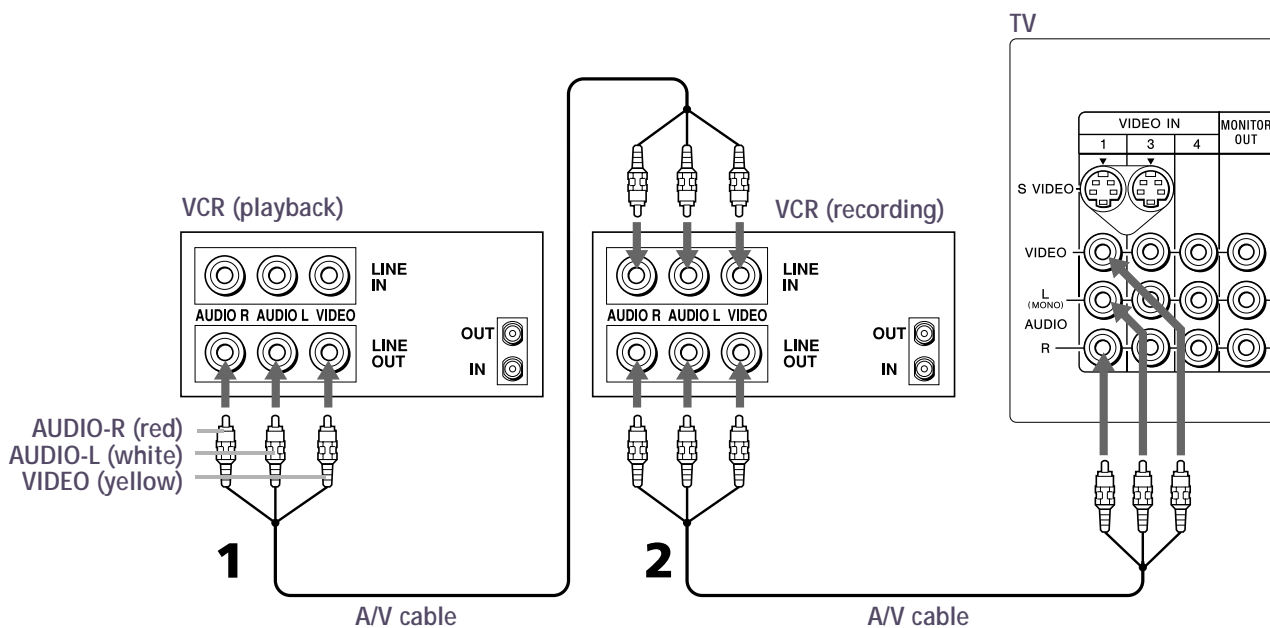 TV
VIDEO IN
MONITOR
OUT
1 3 4
S VIDEO
VIDEO
L
(MONO)
AUDIO
R
VCR (playback)
LINE
IN
AUDIO R AUDIO L VIDEO
LINE
OUT
OUT
IN
VCR (recording)
LINE
IN
AUDIO R AUDIO L VIDEO
LINE
OUT
OUT
IN
AUDIO-R (red)
AUDIO-L (white)
VIDEO (yellow)
1
A/V cable
2
A/V cable